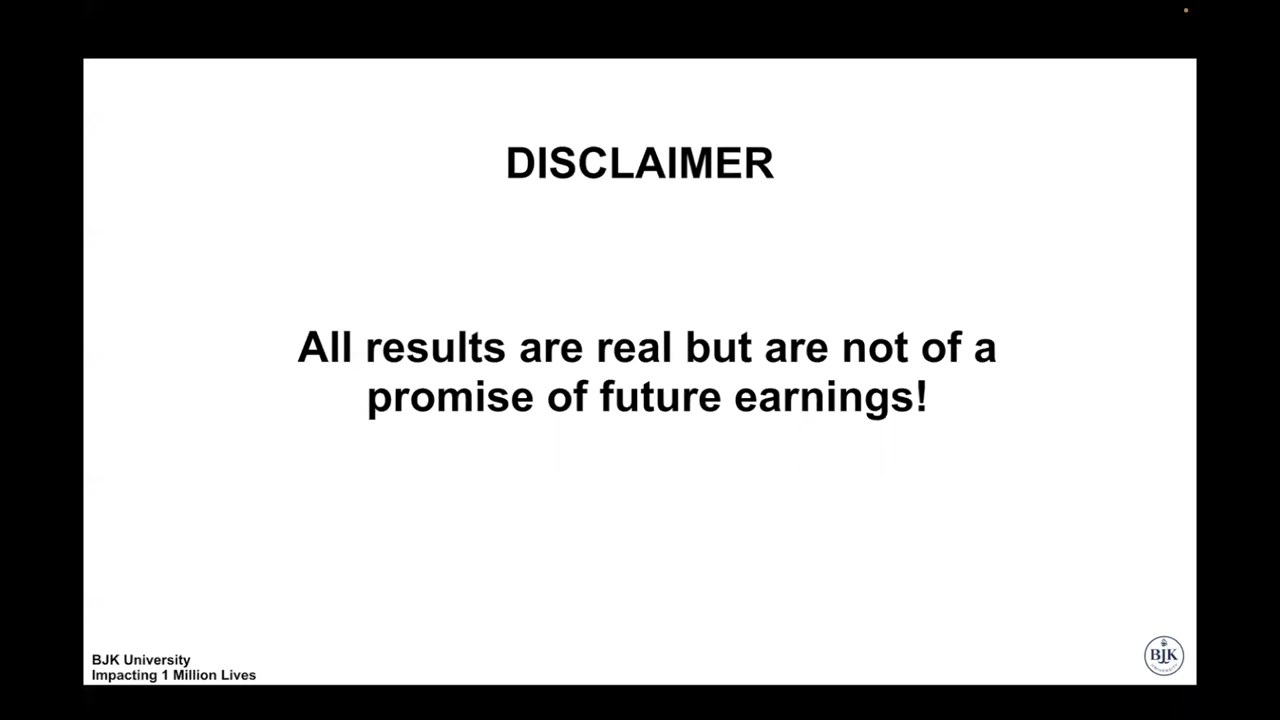 DISCLAIMER
All results are real but are not of a
promise of future earnings!
BJK University
Impacting 1 Million Lives
BJK
UNIVERSITY